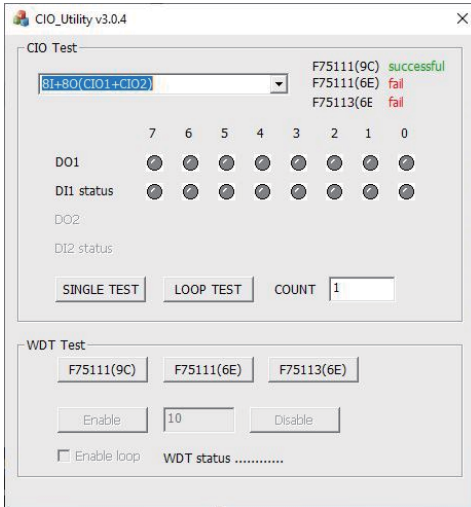 CIO_Utility v3.0.4
CIO Test
8I+8O(CIO1+CIO2)
F75111(9C) successful
F75111(6E) fail
F75113(6E fail
7 6 5 4 3 2 1 0
DO1
DI1 status
DO2
DI2 status
SINGLE TEST LOOP TEST COUNT 1
WDT Test
F75111(9C) F75111(6E) F75113(6E)
Enable 10 Disable
Enable loop WDT status ............